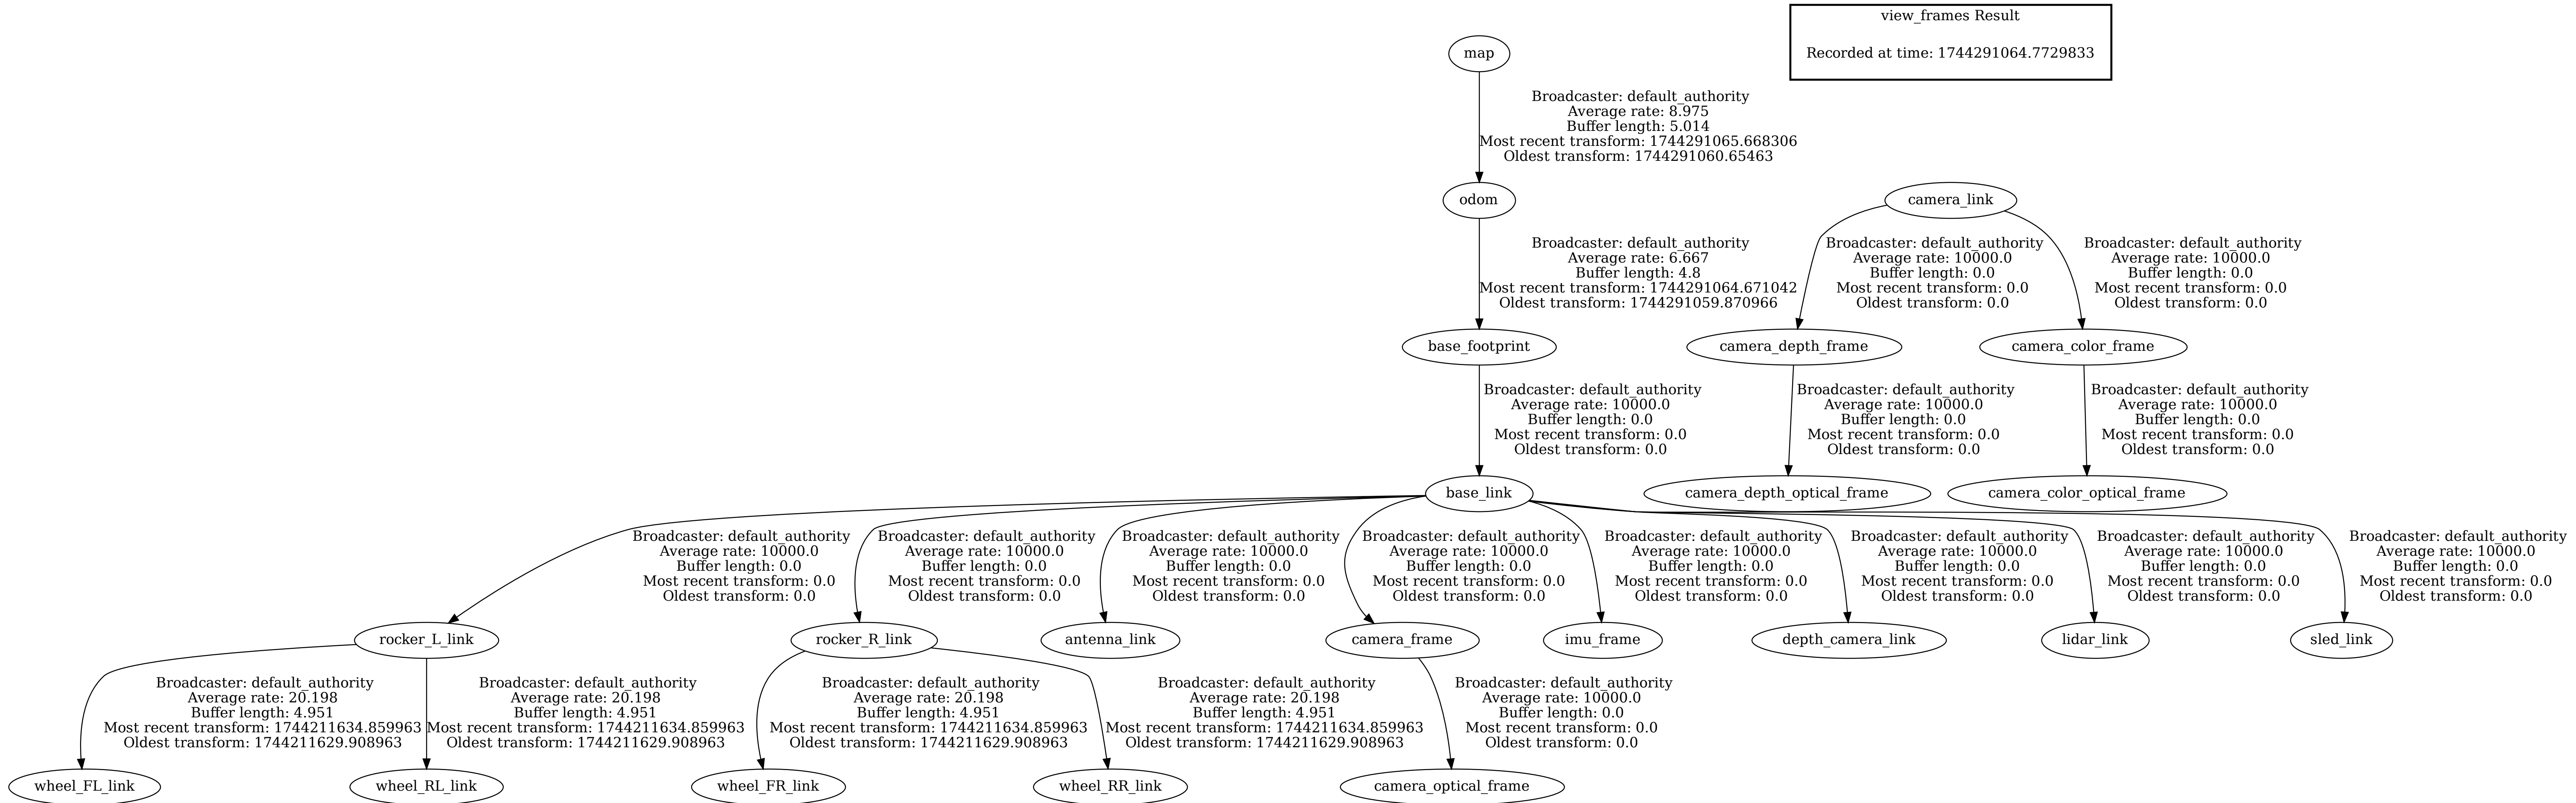 view_frames Result
Recorded at time: 1744291064.7729833
map
Broadcaster: default_authority
Average rate: 8.975
Buffer length: 5.014
Most recent transform: 1744291065.668306
Oldest transform: 1744291060.65463
odom
camera_link
Broadcaster: default_authority
Average rate: 6.667
Buffer length: 4.8
Most recent transform: 1744291064.671042
Oldest transform: 1744291059.870966
Broadcaster: default_authority
Average rate: 10000.0
Buffer length: 0.0
Most recent transform: 0.0
Oldest transform: 0.0
Broadcaster: default_authority
Average rate: 10000.0
Buffer length: 0.0
Most recent transform: 0.0
Oldest transform: 0.0
base_footprint
camera_depth_frame
camera_color_frame
Broadcaster: default_authority
Average rate: 10000.0
Buffer length: 0.0
Most recent transform: 0.0
Oldest transform: 0.0
Broadcaster: default_authority
Average rate: 10000.0
Buffer length: 0.0
Most recent transform: 0.0
Oldest transform: 0.0
Broadcaster: default_authority
Average rate: 10000.0
Buffer length: 0.0
Most recent transform: 0.0
Oldest transform: 0.0
base_link
camera_depth_optical_frame
camera_color_optical_frame
Broadcaster: default_authority
Average rate: 10000.0
Buffer length: 0.0
Most recent transform: 0.0
Oldest transform: 0.0
Broadcaster: default_authority
Average rate: 10000.0
Buffer length: 0.0
Most recent transform: 0.0
Oldest transform: 0.0
Broadcaster: default_authority
Average rate: 10000.0
Buffer length: 0.0
Most recent transform: 0.0
Oldest transform: 0.0
Broadcaster: default_authority
Average rate: 10000.0
Buffer length: 0.0
Most recent transform: 0.0
Oldest transform: 0.0
Broadcaster: default_authority
Average rate: 10000.0
Buffer length: 0.0
Most recent transform: 0.0
Oldest transform: 0.0
Broadcaster: default_authority
Average rate: 10000.0
Buffer length: 0.0
Most recent transform: 0.0
Oldest transform: 0.0
Broadcaster: default_authority
Average rate: 10000.0
Buffer length: 0.0
Most recent transform: 0.0
Oldest transform: 0.0
Broadcaster: default_authority
Average rate: 10000.0
Buffer length: 0.0
Most recent transform: 0.0
Oldest transform: 0.0
rocker_L_link
rocker_R_link
antenna_link
camera_frame
imu_frame
depth_camera_link
lidar_link
sled_link
Broadcaster: default_authority
Average rate: 20.198
Buffer length: 4.951
Most recent transform: 1744211634.859963
Oldest transform: 1744211629.908963
Broadcaster: default_authority
Average rate: 20.198
Buffer length: 4.951
Most recent transform: 1744211634.859963
Oldest transform: 1744211629.908963
Broadcaster: default_authority
Average rate: 20.198
Buffer length: 4.951
Most recent transform: 1744211634.859963
Oldest transform: 1744211629.908963
Broadcaster: default_authority
Average rate: 20.198
Buffer length: 4.951
Most recent transform: 1744211634.859963
Oldest transform: 1744211629.908963
Broadcaster: default_authority
Average rate: 10000.0
Buffer length: 0.0
Most recent transform: 0.0
Oldest transform: 0.0
wheel_FL_link
wheel_RL_link
wheel_FR_link
wheel_RR_link
camera_optical_frame